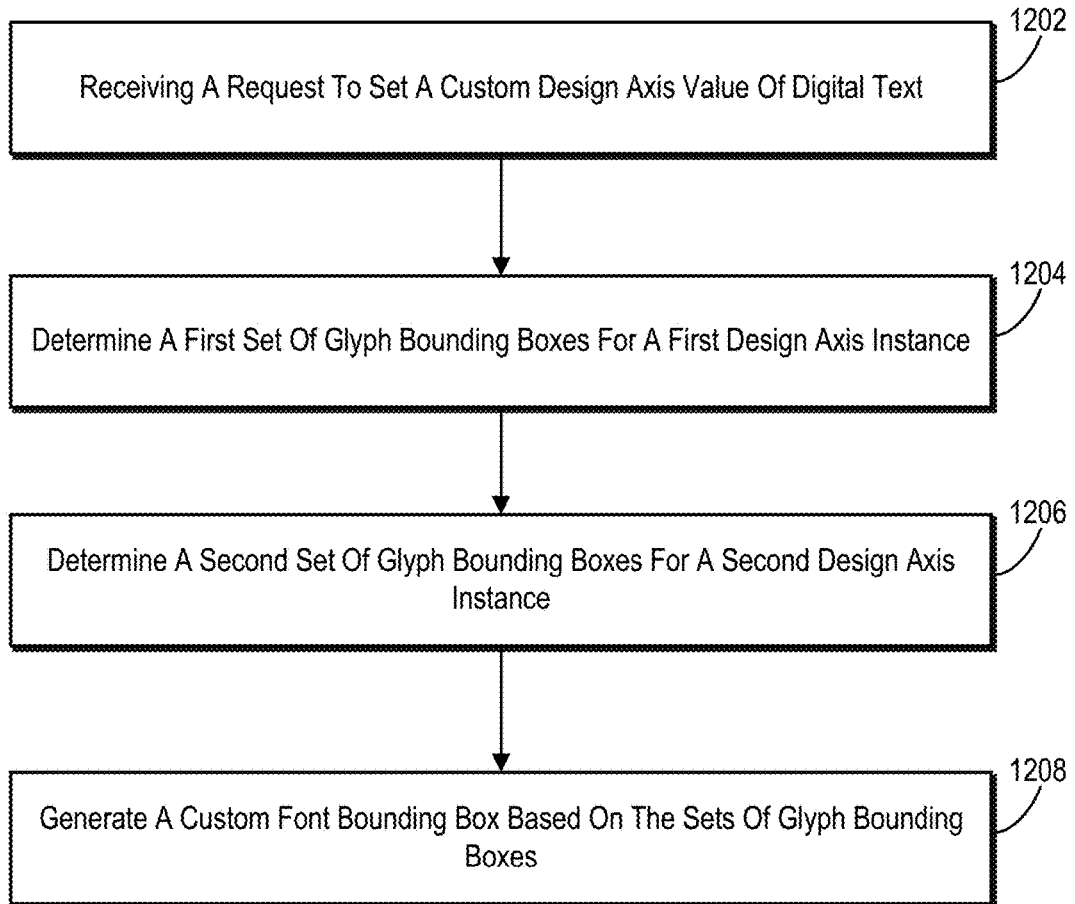 1202
Receiving A Request To Set A Custom Design Axis Value Of Digital Text
1204
Determine A First Set Of Glyph Bounding Boxes For A First Design Axis Instance
1206
Determine A Second Set Of Glyph Bounding Boxes For A Second Design Axis
Instance
1208
Generate A Custom Font Bounding Box Based On The Sets Of Glyph Bounding
Boxes